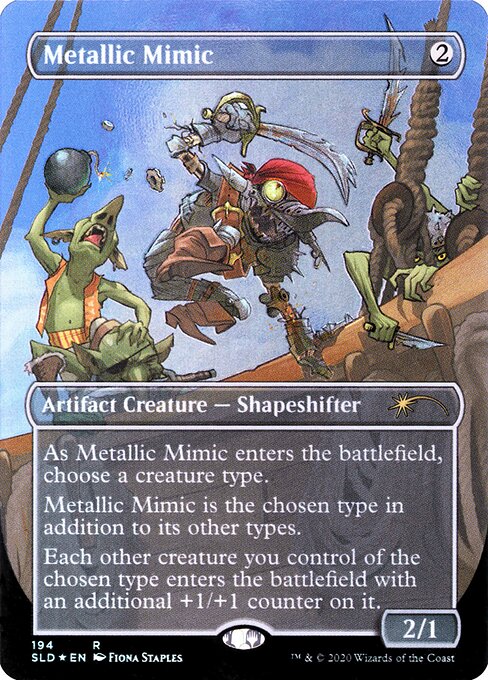 Metallic Mimic 2
Artifact Creature — Shapeshifter
As Metallic Mimic enters the battlefield,
choose a creature type.
Metallic Mimic is the chosen type in
addition to its other types.
Each other creature you control of the
chosen type enters the battlefield with
an additional +1/+1 counter on it.
2/1
194 R
SLD ★ EN Fiona Staples
™ & © 2020 Wizards of the Coast